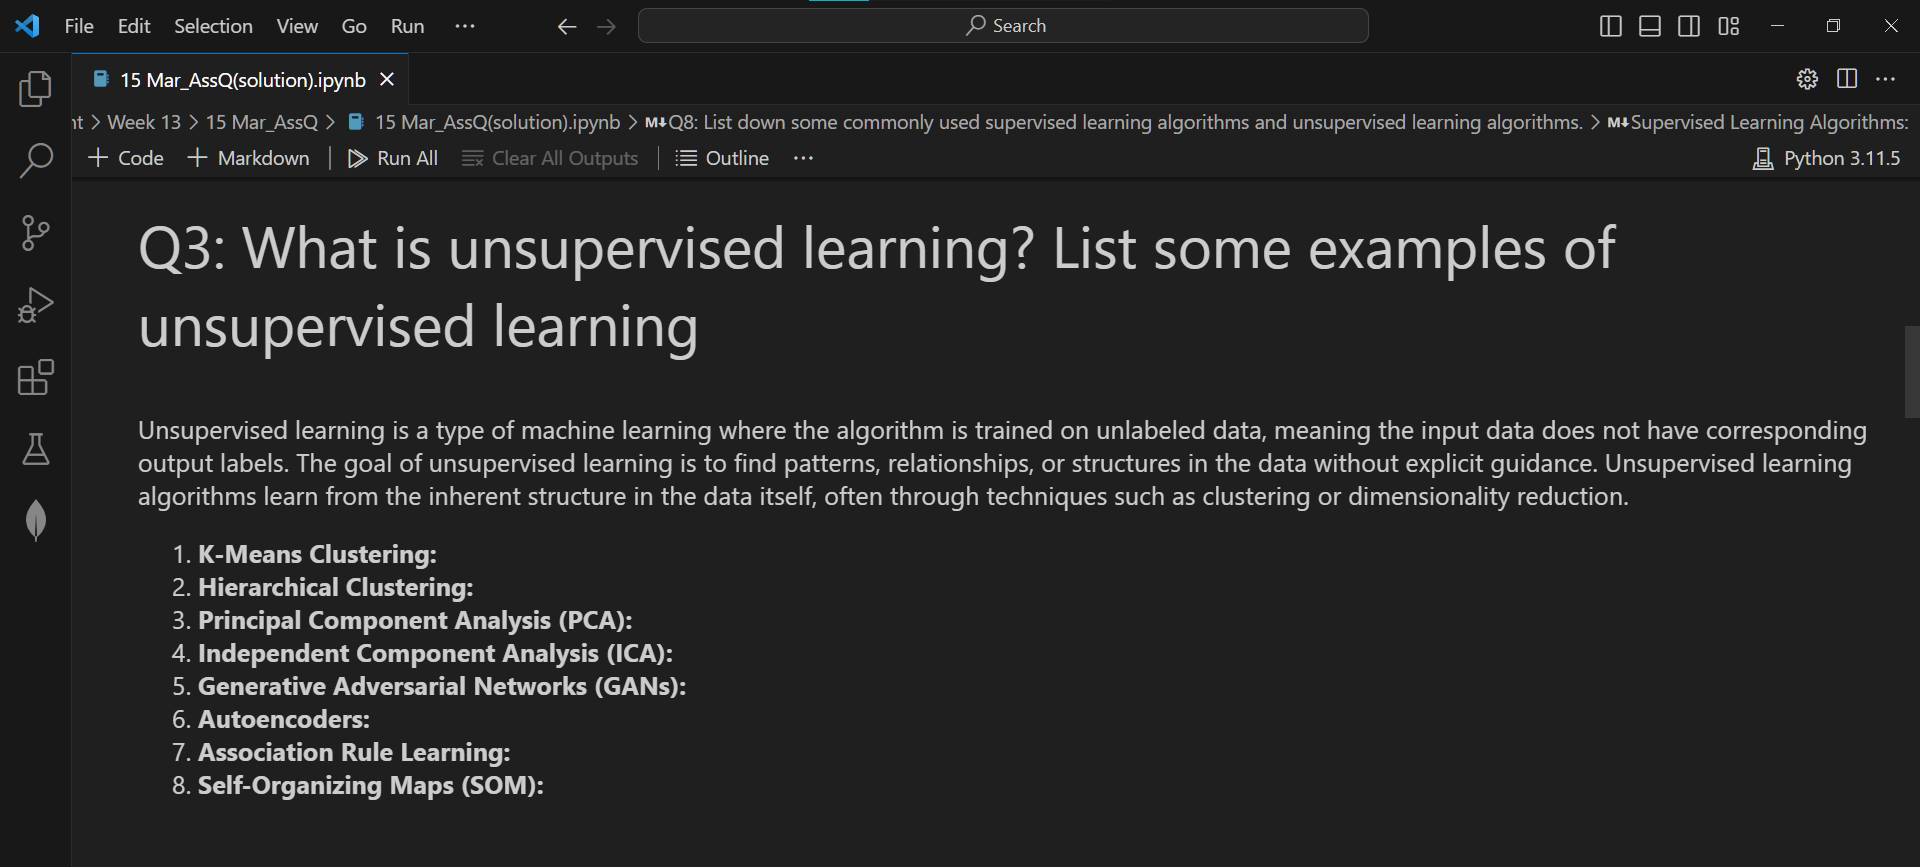 File Edit Selection View Go Run ··· Search
15 Mar_AssQ(solution).ipynb
nt > Week 13 > 15 Mar_AssQ > 15 Mar_AssQ(solution).ipynb > M↓Q8: List down some commonly used supervised learning algorithms and unsupervised learning algorithms. > M↓Supervised Learning Algorithms:
+ Code + Markdown | Run All Clear All Outputs | Outline ··· Python 3.11.5
Q3: What is unsupervised learning? List some examples of
unsupervised learning
Unsupervised learning is a type of machine learning where the algorithm is trained on unlabeled data, meaning the input data does not have corresponding
output labels. The goal of unsupervised learning is to find patterns, relationships, or structures in the data without explicit guidance. Unsupervised learning
algorithms learn from the inherent structure in the data itself, often through techniques such as clustering or dimensionality reduction.
1. K-Means Clustering:
2. Hierarchical Clustering:
3. Principal Component Analysis (PCA):
4. Independent Component Analysis (ICA):
5. Generative Adversarial Networks (GANs):
6. Autoencoders:
7. Association Rule Learning:
8. Self-Organizing Maps (SOM):